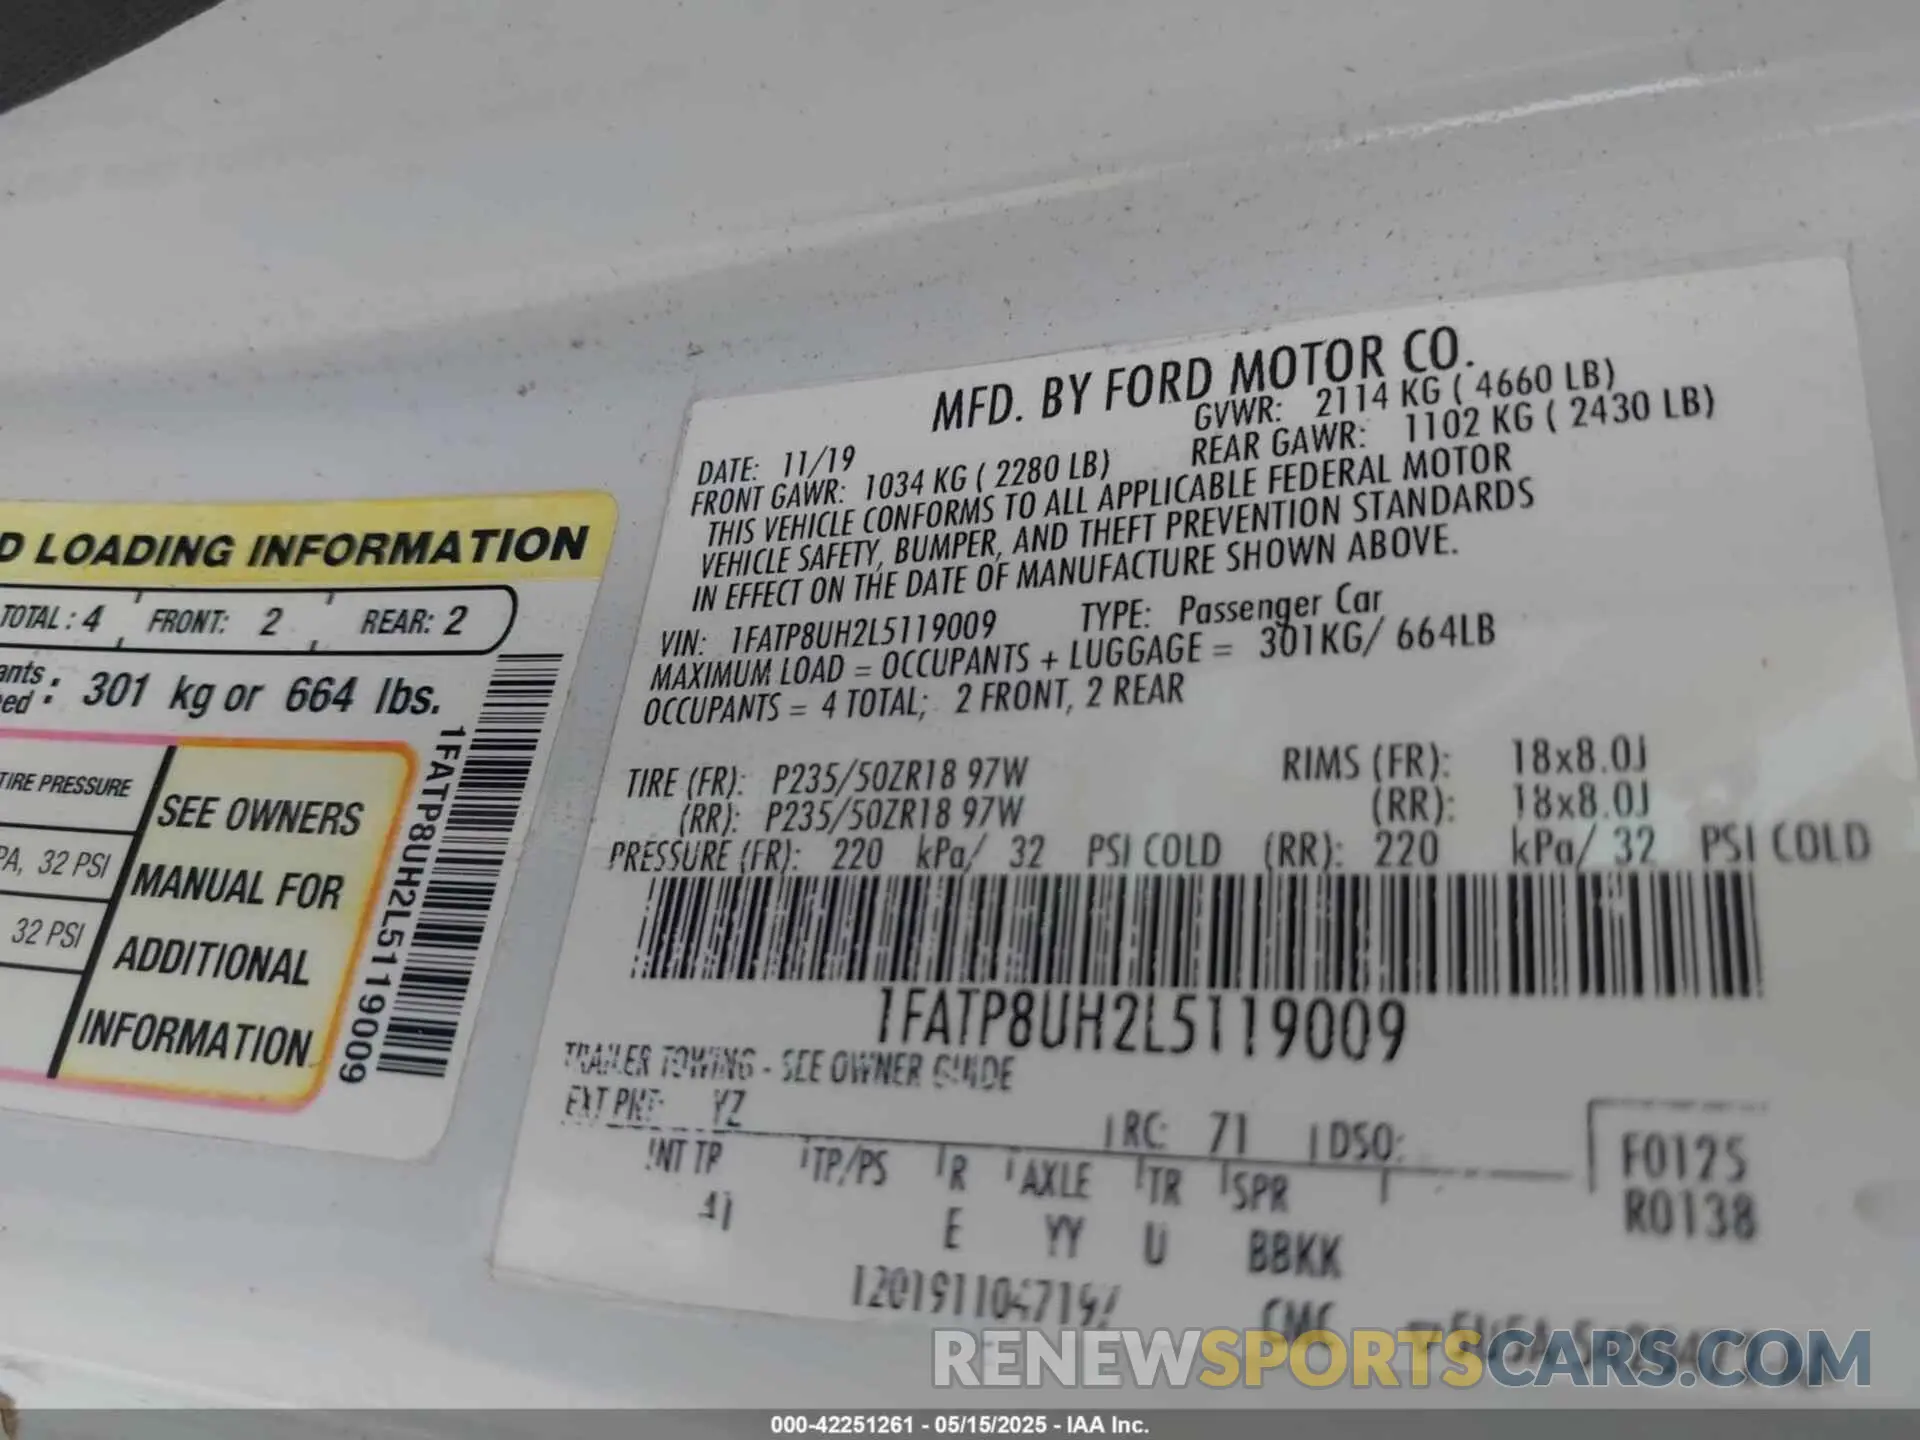 D LOADING INFORMATION
TOTAL: 4 FRONT: 2 REAR: 2
ants
ed : 301 kg or 664 lbs.
TIRE PRESSURE
PA, 32 PSI
32 PSI
SEE OWNERS
MANUAL FOR
ADDITIONAL
INFORMATION
1FATP8UH2L5119009
MFD. BY FORD MOTOR CO.
DATE: 11/19 GVWR: 2114 KG ( 4660 LB)
FRONT GAWR: 1034 KG ( 2280 LB) REAR GAWR: 1102 KG ( 2430 LB)
THIS VEHICLE CONFORMS TO ALL APPLICABLE FEDERAL MOTOR
VEHICLE SAFETY, BUMPER, AND THEFT PREVENTION STANDARDS
IN EFFECT ON THE DATE OF MANUFACTURE SHOWN ABOVE.
VIN: 1FATP8UH2L5119009 TYPE: Passenger Car
MAXIMUM LOAD = OCCUPANTS + LUGGAGE = 301KG/ 664LB
OCCUPANTS = 4 TOTAL; 2 FRONT, 2 REAR
TIRE (FR): P235/50ZR18 97W RIMS (FR): 18x8.0J
(RR): P235/50ZR18 97W (RR): 18x8.0J
PRESSURE (FR): 220 kPa/ 32 PSI COLD (RR): 220 kPa/ 32 PSI COLD
1FATP8UH2L5119009
TRAILER TOWING - SEE OWNER GUIDE
EXT PNT: YZ RC: 71 DSO:
INT TR TP/PS R AXLE TR SPR
E YY U BBKK
F0125
R0138
RENEWSPORTSCARS.COM
000-42251261 - 05/15/2025 - IAA Inc.